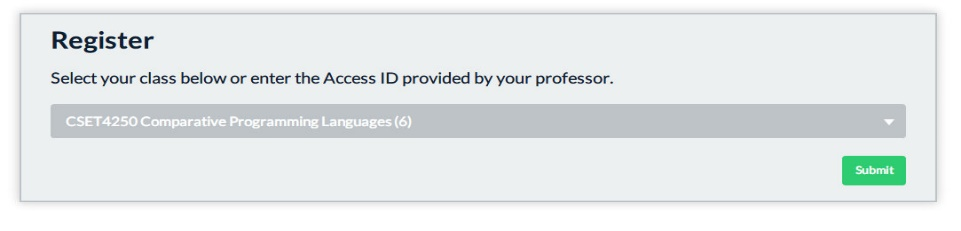 Register
Select your class below or enter the Access ID provided by your professor.
CSET4250 Comparative Programming Languages (6)
Submit